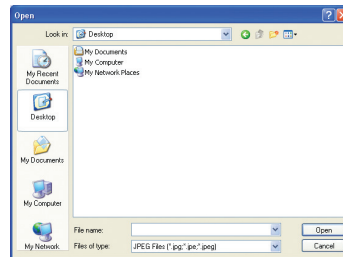 Open
Look in: Desktop
My Documents
My Computer
My Network Places
My Recent
Documents
Desktop
My Documents
My Computer
My Network
File name:
Open
Files of type: JPEG Files (*.jpg;*.jpe;*.jpeg)
Cancel